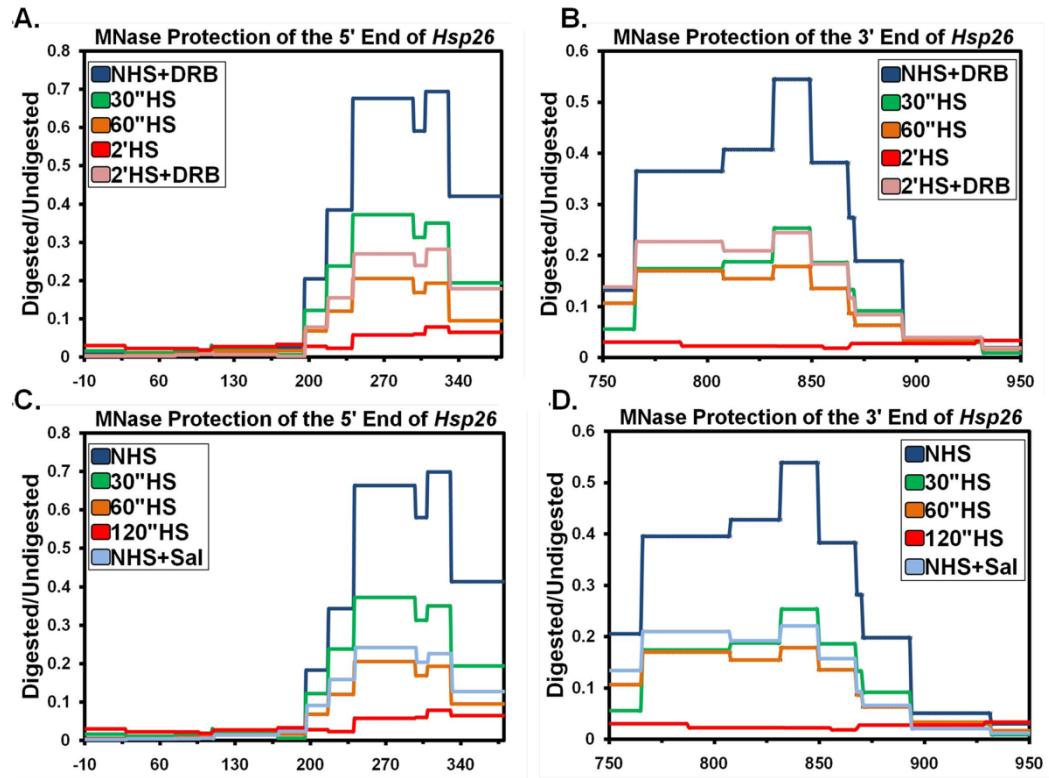 A.
MNase Protection of the 5' End of Hsp26
Digested/Undigested
0.8
0.7
0.6
0.5
0.4
0.3
0.2
0.1
0
NHS+DRB
30"HS
60"HS
2'HS
2'HS+DRB
-10 60 130 200 270 340
B.
MNase Protection of the 3' End of Hsp26
0.6
0.5
0.4
0.3
0.2
0.1
0
NHS+DRB
30"HS
60"HS
2'HS
2'HS+DRB
750 800 850 900 950
C.
MNase Protection of the 5' End of Hsp26
Digested/Undigested
0.8
0.7
0.6
0.5
0.4
0.3
0.2
0.1
0
NHS
30"HS
60"HS
120"HS
NHS+Sal
-10 60 130 200 270 340
D.
MNase Protection of the 3' End of Hsp26
Digested/Undigested
0.6
0.5
0.4
0.3
0.2
0.1
0
NHS
30"HS
60"HS
120"HS
NHS+Sal
750 800 850 900 950